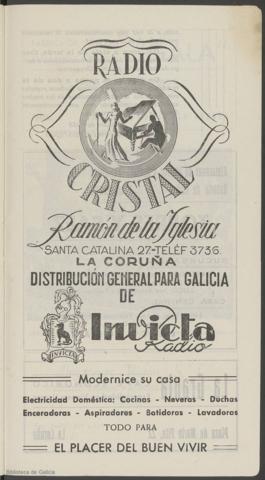 RADIO
CRISTAL
Ramón de la Iglesia
SANTA CATALINA 27-TELÉF 3736
LA CORUÑA
DISTRIBUCIÓN GENERAL PARA GALICIA
DE
INVICTA
Invicta
Radio
Modernice su casa
Electricidad Doméstica: Cocinas - Neveras - Duchas
Enceradoras - Aspiradoras - Batidoras - Lavadoras
TODO PARA
EL PLACER DEL BUEN VIVIR
Biblioteca de Galicia